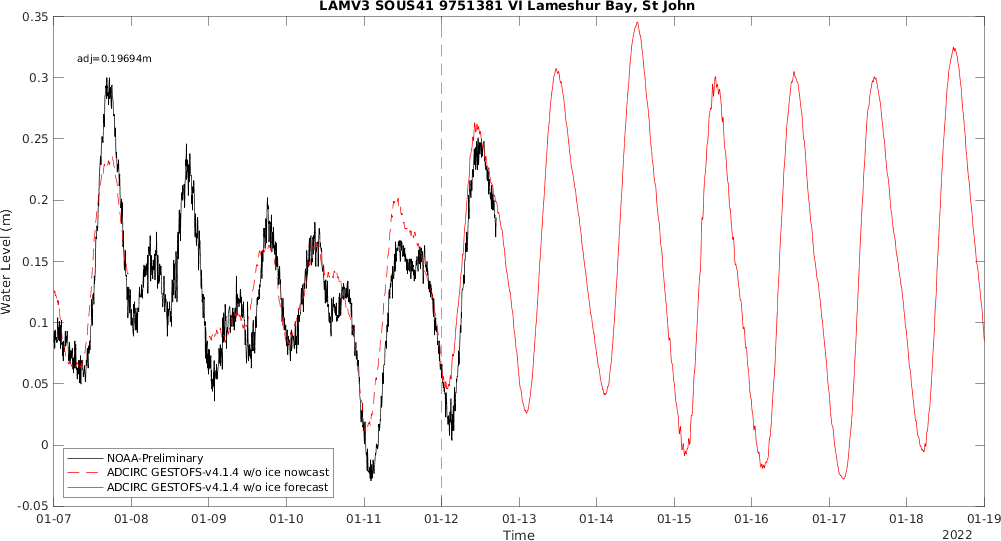 LAMV3 SOUS41 9751381 VI Lameshur Bay, St John
adj=0.19694m
0.35
0.3
0.25
0.2
0.15
0.1
0.05
0
-0.05
Water Level (m)
NOAA-Preliminary
ADCIRC GESTOFS-v4.1.4 w/o ice nowcast
ADCIRC GESTOFS-v4.1.4 w/o ice forecast
01-07 01-08 01-09 01-10 01-11 01-12 01-13 01-14 01-15 01-16 01-17 01-18 01-19
Time
2022